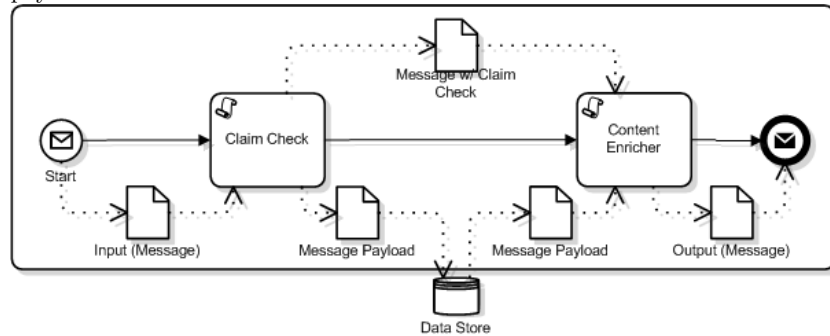 Message w/ Claim
Check
Claim Check
Content
Enricher
Start
Input (Message)
Message Payload
Message Payload
Output (Message)
Data Store